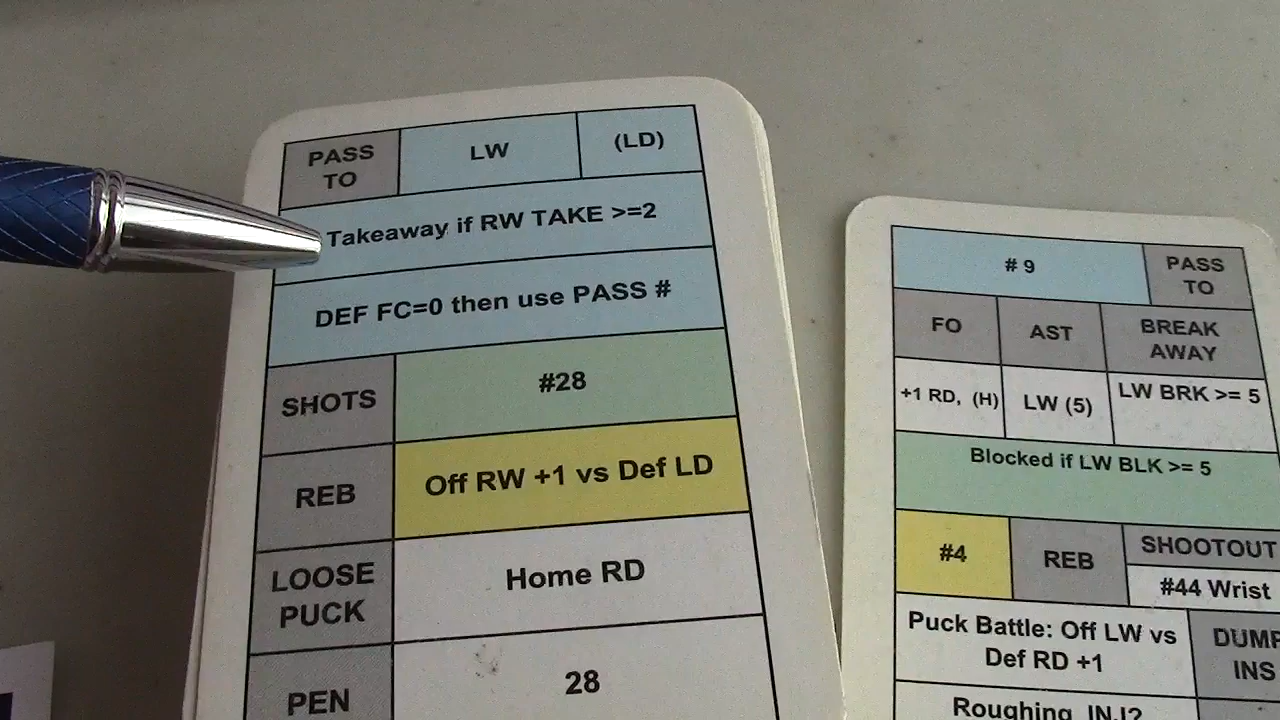 PASS TO
LW
(LD)
Takeaway if RW TAKE >=2
DEF FC=0 then use PASS #
SHOTS
#28
REB
Off RW +1 vs Def LD
LOOSE PUCK
Home RD
PEN
28
# 9
PASS TO
FO
AST
BREAK AWAY
+1 RD, (H)
LW (5)
LW BRK >= 5
Blocked if LW BLK >= 5
#4
REB
SHOOTOUT
#44 Wrist
Puck Battle: Off LW vs
Def RD +1
DUMP
INS
Roughing, INJ?